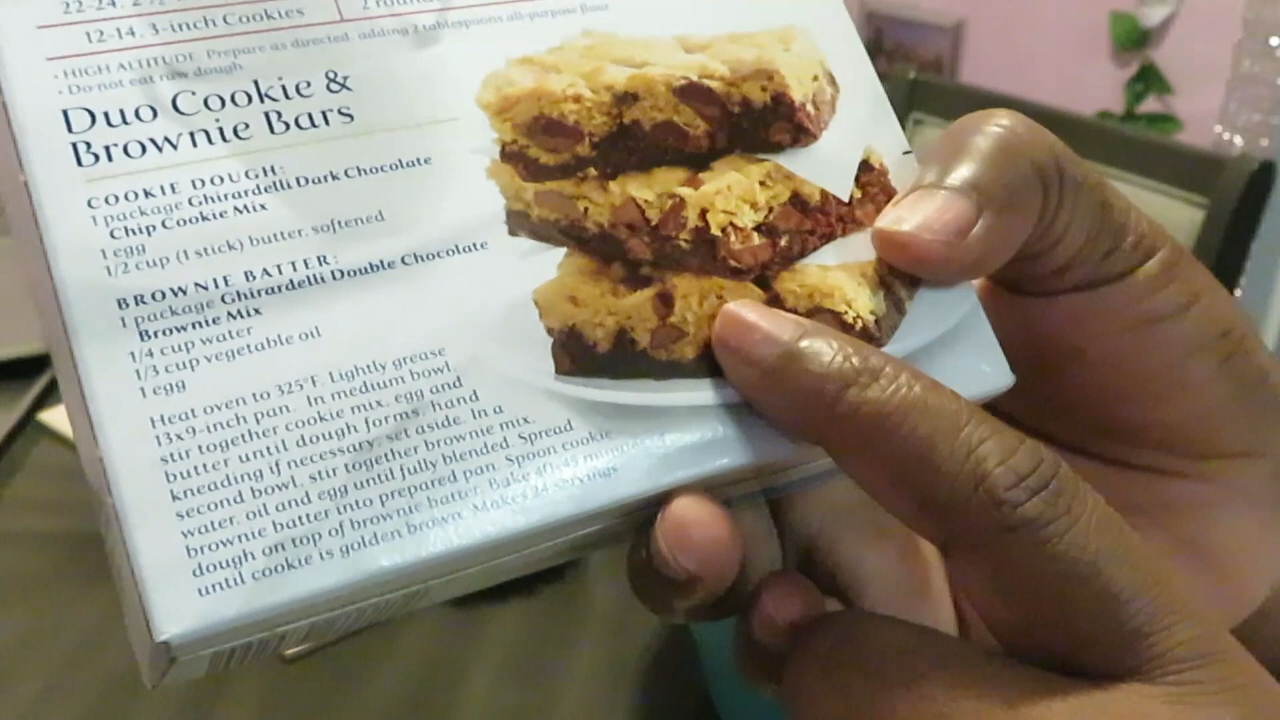 12-14, 3-inch Cookies
• HIGH ALTITUDE: Prepare as directed, adding 2 tablespoons all-purpose flour
• Do not eat raw dough.
Duo Cookie &
Brownie Bars
COOKIE DOUGH:
1 package Ghirardelli Dark Chocolate
Chip Cookie Mix
1 egg
1/2 cup (1 stick) butter, softened
BROWNIE BATTER:
1 package Ghirardelli Double Chocolate
Brownie Mix
1/4 cup water
1/3 cup vegetable oil
1 egg
Heat oven to 325°F. Lightly grease
13x9-inch pan. In medium bowl,
stir together cookie mix, egg and
butter until dough forms, hand
kneading if necessary; set aside. In a
second bowl, stir together brownie mix,
water, oil and egg until fully blended. Spread
brownie batter into prepared pan. Spoon cookie
dough on top of brownie batter. Bake 40-45 minutes
until cookie is golden brown. Makes 24 servings